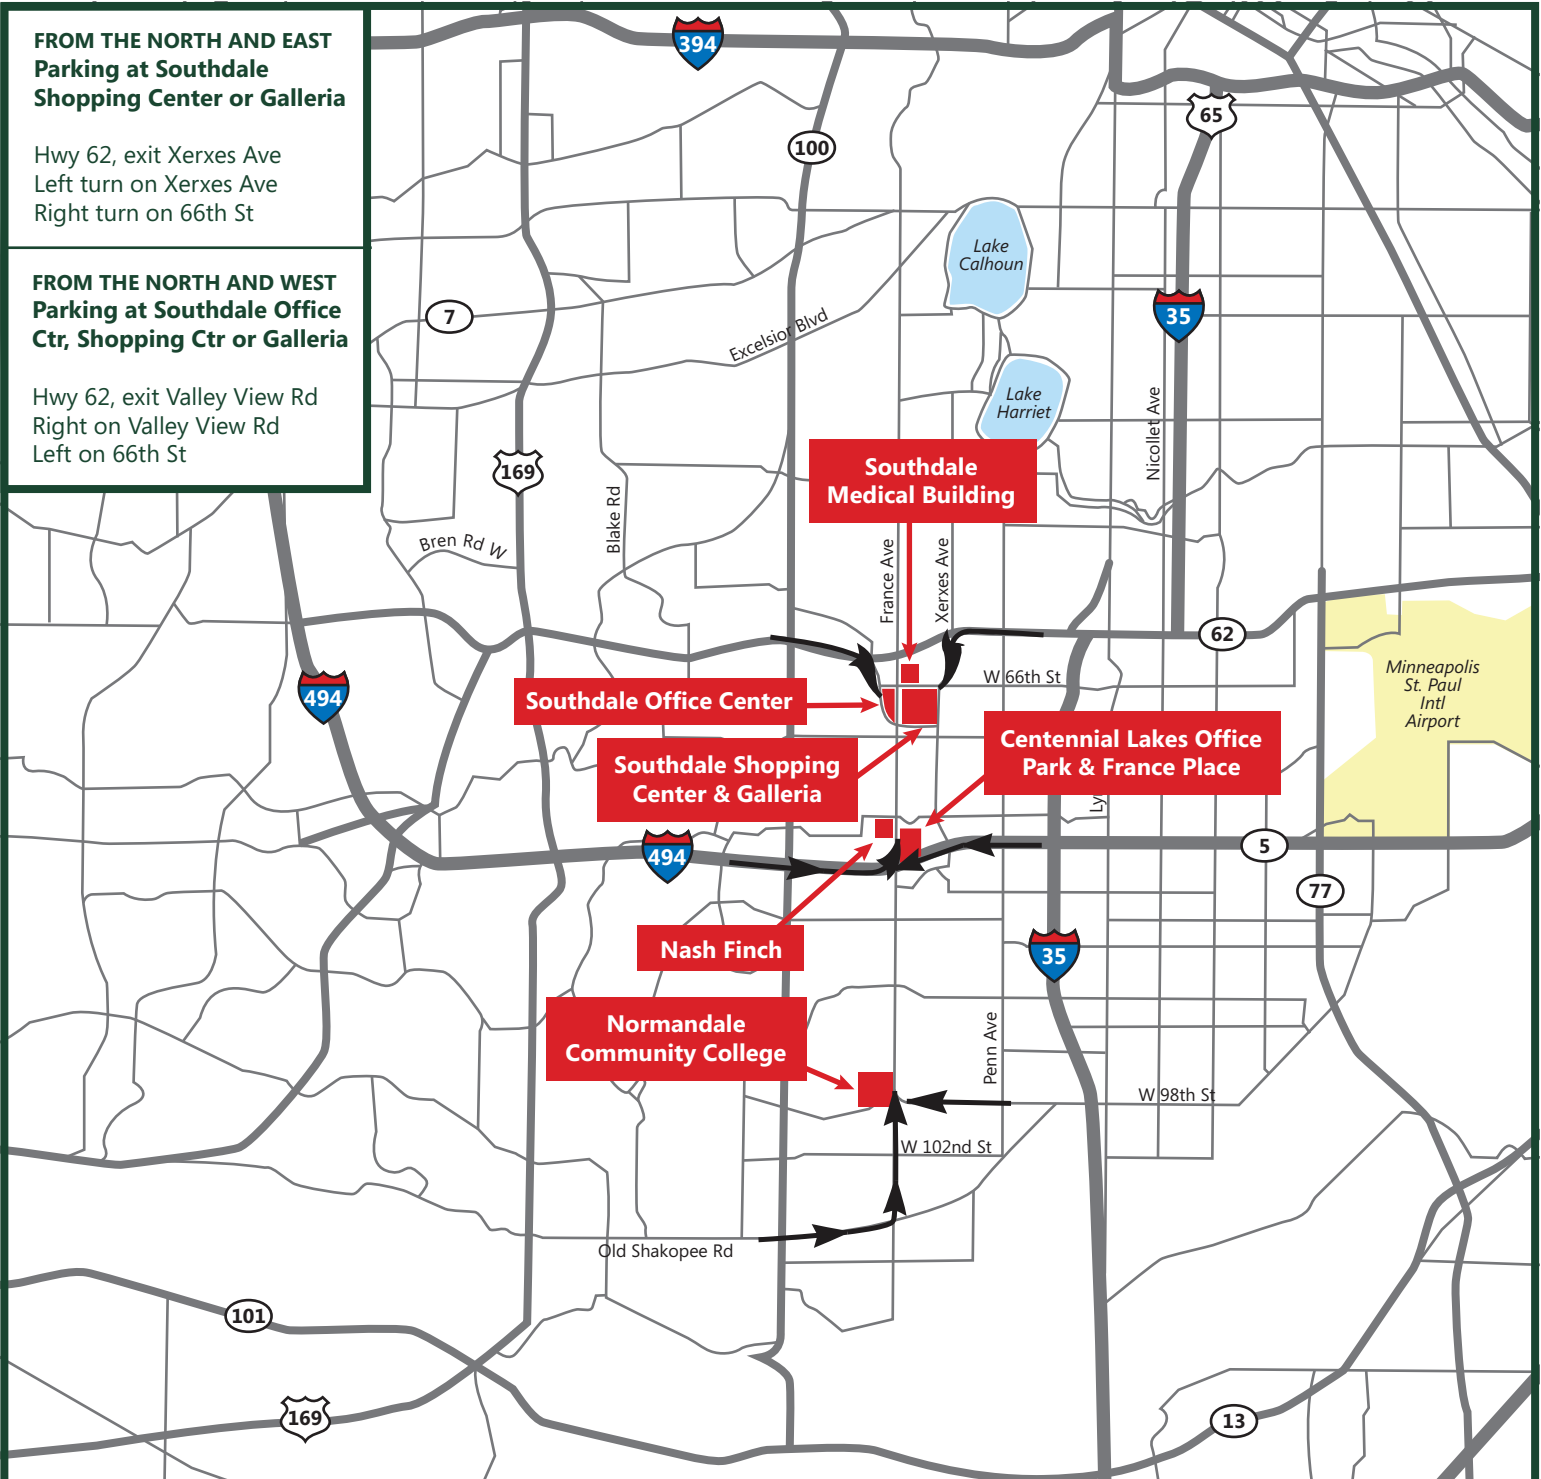 FROM THE NORTH AND EAST
Parking at Southdale
Shopping Center or Galleria
Hwy 62, exit Xerxes Ave
Left turn on Xerxes Ave
Right turn on 66th St
FROM THE NORTH AND WEST
Parking at Southdale Office
Ctr, Shopping Ctr or Galleria
Hwy 62, exit Valley View Rd
Right on Valley View Rd
Left on 66th St
394
65
100
Lake
Calhoun
7
35
Excelsior Blvd
Lake
Harriet
Nicollet Ave
169
Southdale
Medical Building
Blake Rd
Bren Rd W
France Ave
Xerxes Ave
62
W 66th St
Minneapolis
St. Paul
Intl
Airport
494
Southdale Office Center
Southdale Shopping
Center & Galleria
Centennial Lakes Office
Park & France Place
Ly
494
5
77
Nash Finch
35
Normandale
Community College
Penn Ave
W 98th St
W 102nd St
Old Shakopee Rd
101
169
13